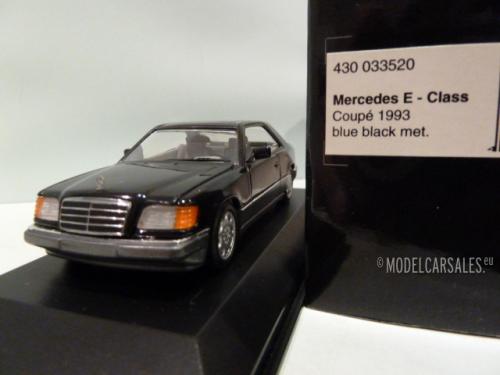 430 033520
Mercedes E - Class
Coupé 1993
blue black met.
© MODELCARSALES.eu